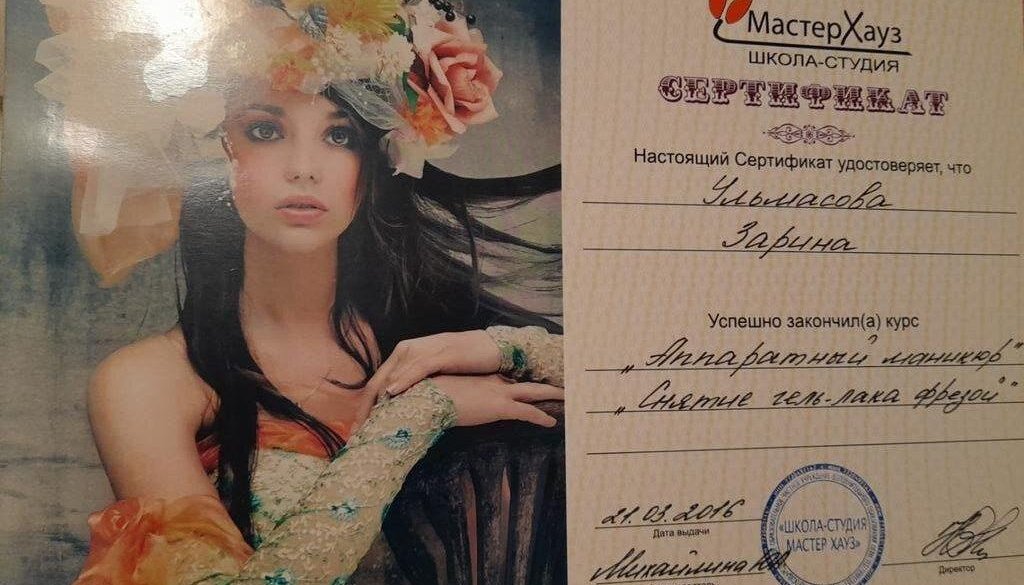 МастерХауз
ШКОЛА-СТУДИЯ
СЕРТИФИКАТ
Настоящий Сертификат удостоверяет, что
Ульмасова
Зарина
Успешно закончил(а) курс
„Аппаратный маникюр"
„Снятие гель-лака фрезой"
21.03.2016
Дата выдачи
«ШКОЛА-СТУДИЯ
МАСТЕР ХАУЗ»
Директор